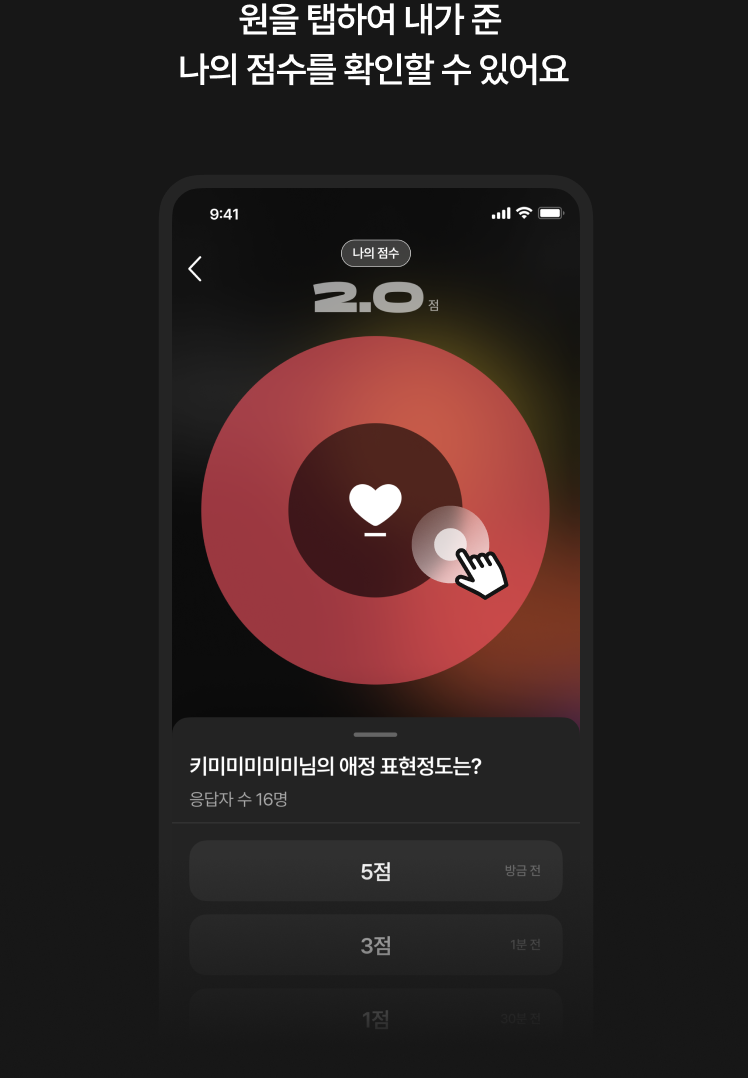 원을 탭하여 내가 준
나의 점수를 확인할 수 있어요
9:41
나의 점수
2.0 점
키미미미미미님의 애정 표현정도는?
응답자 수 16명
5점 방금 전
3점 1분 전
1점 30분 전